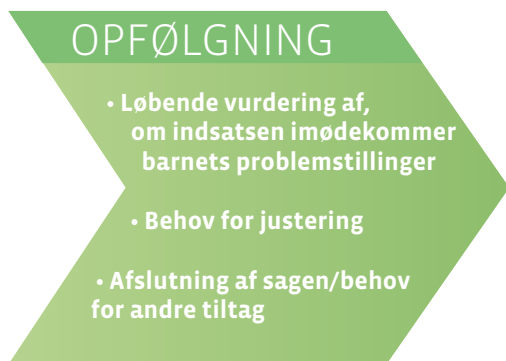 OPFØLGNING
• Løbende vurdering af,
om indsatsen imødekommer
barnets problemstillinger
• Behov for justering
• Afslutning af sagen/behov
for andre tiltag